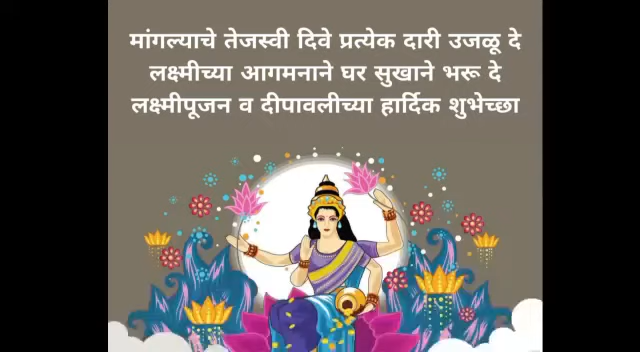 मांगल्याचे तेजस्वी दिवे प्रत्येक दारी उजळू दे
लक्ष्मीच्या आगमनाने घर सुखाने भरू दे
लक्ष्मीपूजन व दीपावलीच्या हार्दिक शुभेच्छा